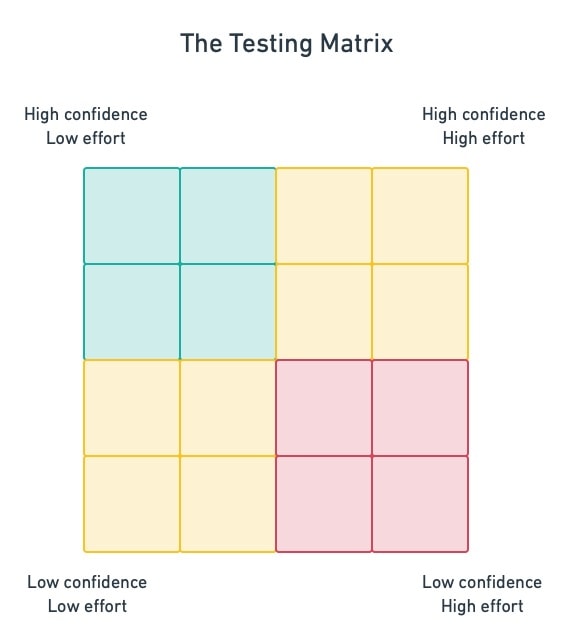 The Testing Matrix
High confidence
Low effort
High confidence
High effort
Low confidence
Low effort
Low confidence
High effort